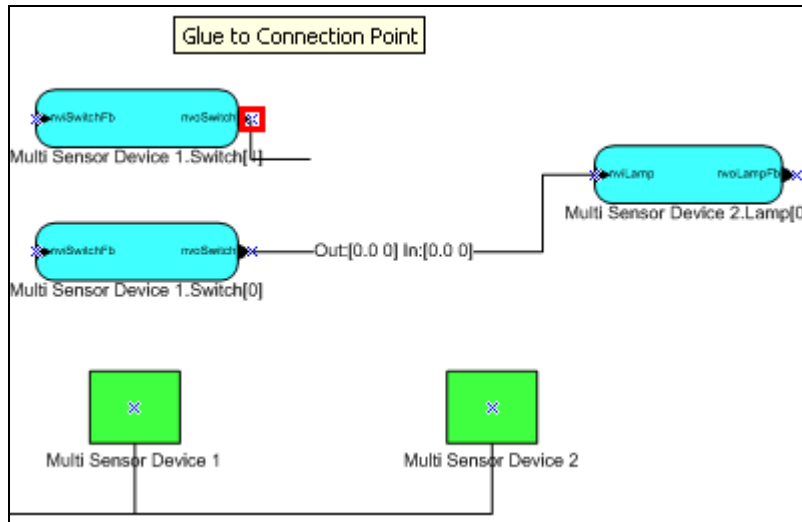 Glue to Connection Point
nviSwitchFb nvoSwitch
Multi Sensor Device 1.Switch[1]
nviLamp nvoLampFb
Multi Sensor Device 2.Lamp[0
nviSwitchFb nvoSwitch
Out:[0.0 0] In:[0.0 0]
Multi Sensor Device 1.Switch[0]
Multi Sensor Device 1
Multi Sensor Device 2